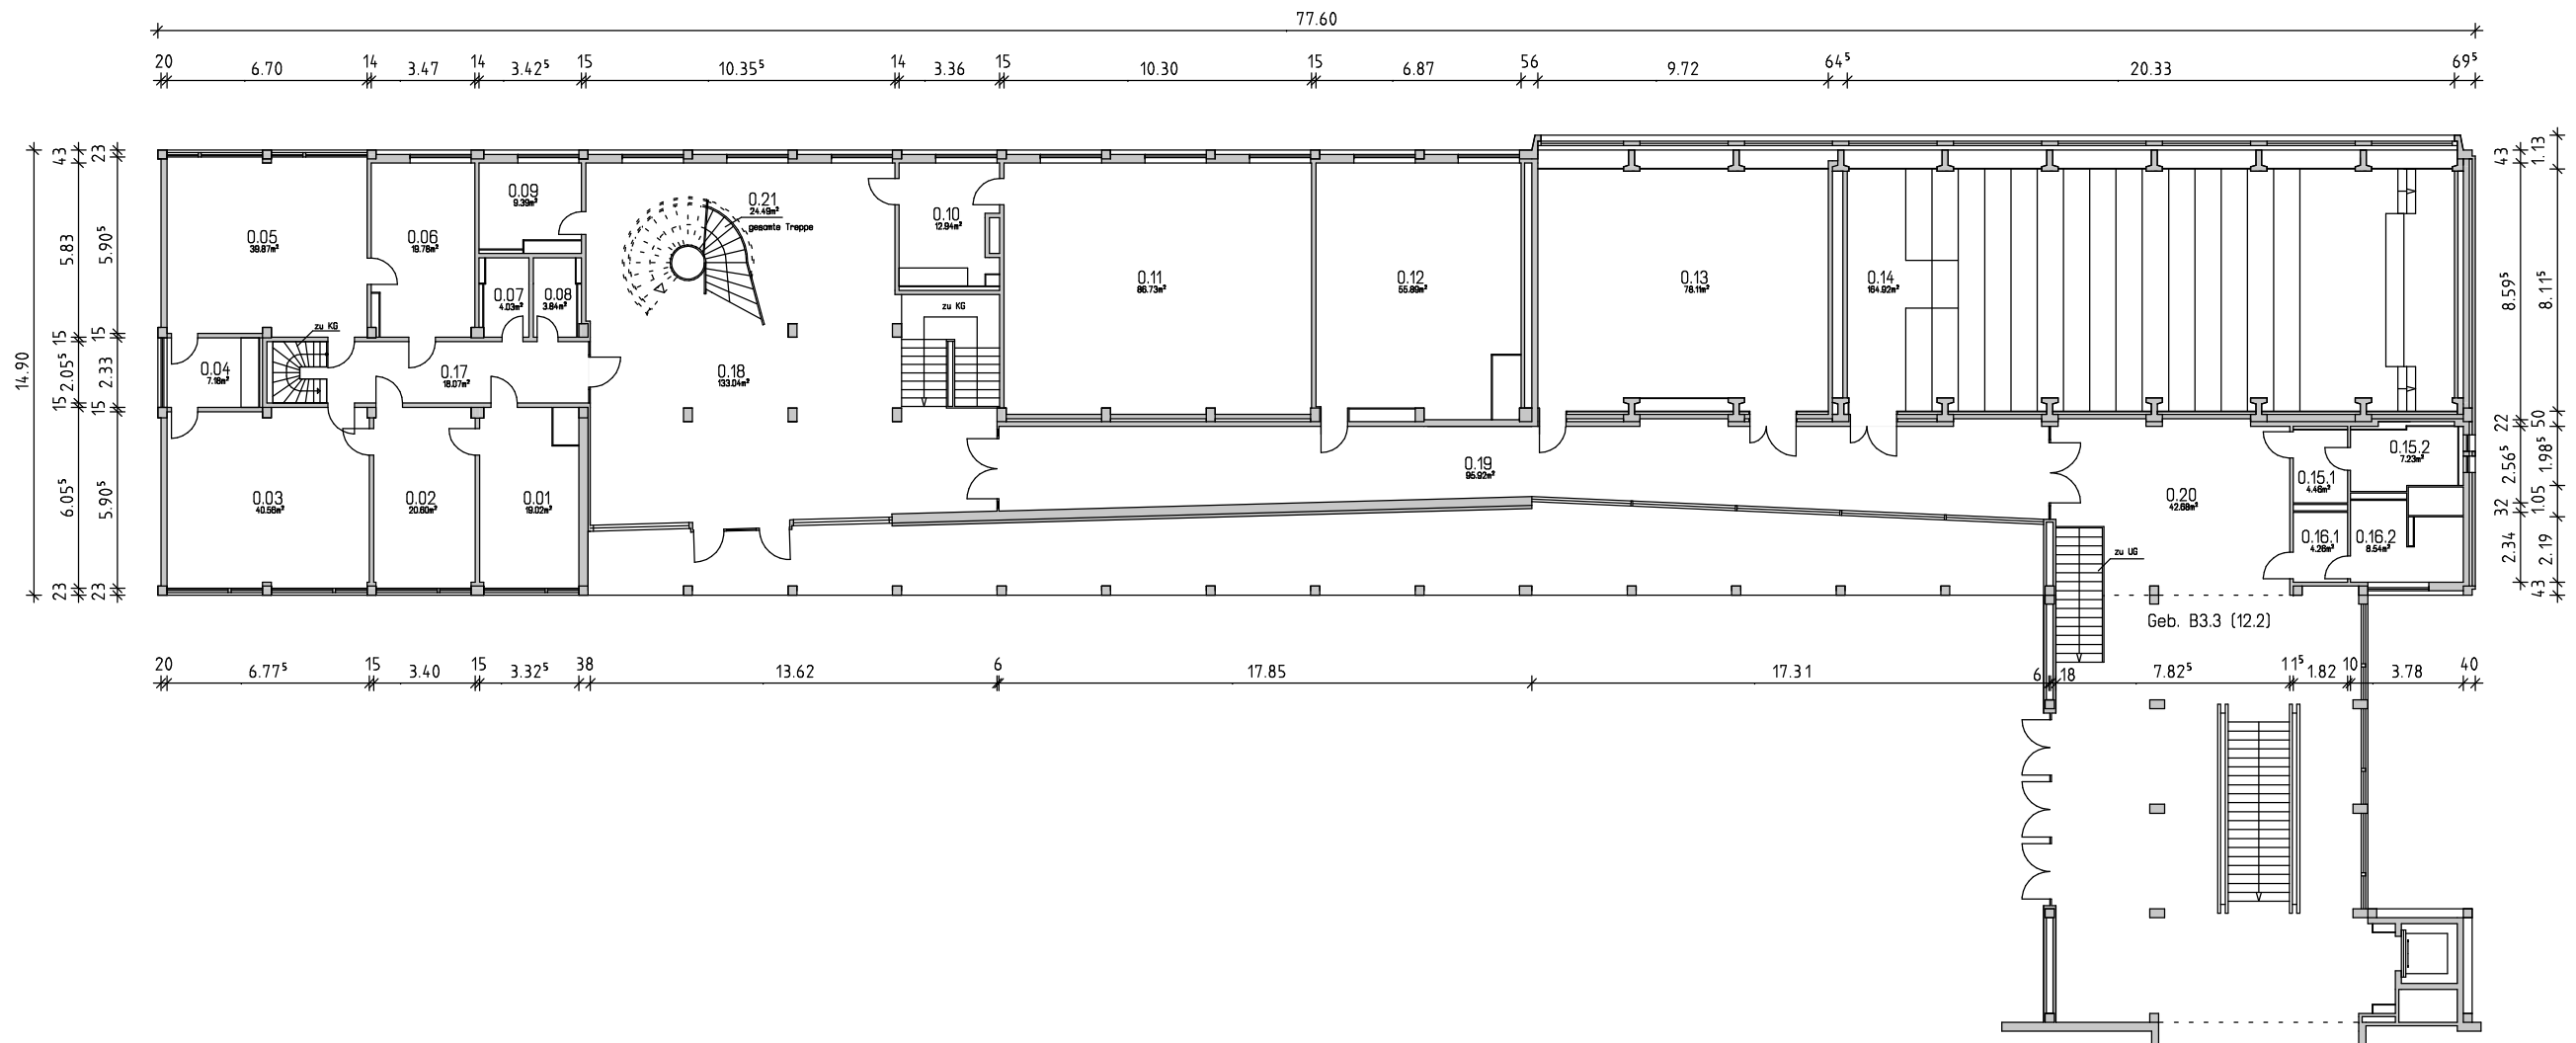 77.60
20 6.70 14 3.47 14 3.42⁵ 15 10.35⁵ 14 3.36 15 10.30 15 6.87 56 9.72 64⁵ 20.33 69⁵
14.90
43 5.83 15 2.05⁵ 15 6.05⁵ 23
23 5.90⁵ 15 2.33 15 5.90⁵ 23
0.05
39.87m²
0.06
19.78m²
0.09
9.39m²
0.07
4.03m²
0.08
3.84m²
0.21
24.49m²
gesamte Treppe
0.10
12.94m²
zu KG
0.11
86.73m²
0.12
55.89m²
0.13
78.11m²
0.14
164.92m²
zu KG
0.04
7.18m²
0.17
18.07m²
0.18
133.04m²
0.03
40.56m²
0.02
20.60m²
0.01
19.02m²
0.19
95.92m²
0.20
42.68m²
0.15.1
4.46m²
0.15.2
7.23m²
0.16.1
4.26m²
0.16.2
8.54m²
zu UG
Geb. B3.3 (12.2)
43 8.59⁵ 22 2.56⁵ 32 2.34
1.13 8.11⁵ 50 1.98⁵ 1.05 2.19 43
20 6.77⁵ 15 3.40 15 3.32⁵ 38 13.62 6 17.85 17.31 6 18 7.82⁵ 11⁵ 1.82 10 3.78 40